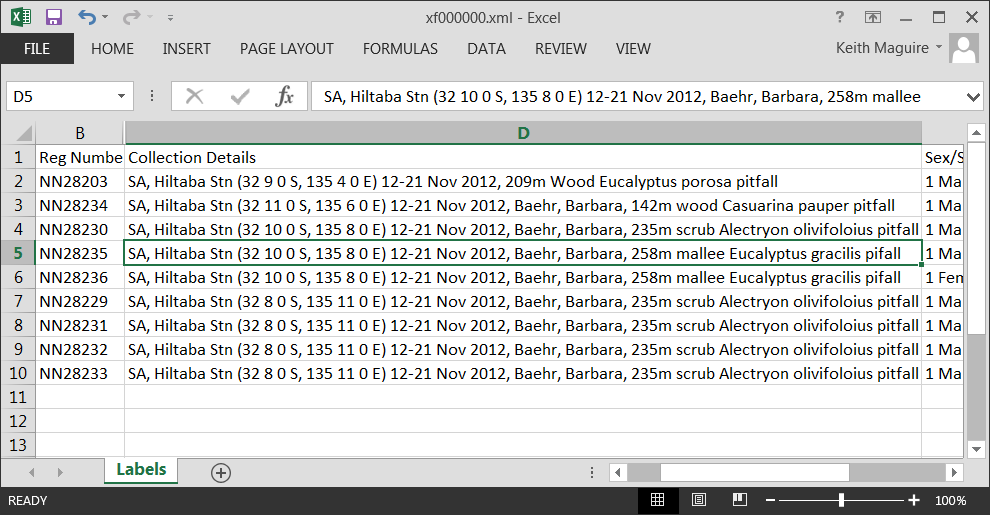 xf000000.xml - Excel
?
FILE HOME INSERT PAGE LAYOUT FORMULAS DATA REVIEW VIEW Keith Maguire
D5 fx SA, Hiltaba Stn (32 10 0 S, 135 8 0 E) 12-21 Nov 2012, Baehr, Barbara, 258m mallee
B D
1 Reg Numbe Collection Details Sex/S
2 NN28203 SA, Hiltaba Stn (32 9 0 S, 135 4 0 E) 12-21 Nov 2012, 209m Wood Eucalyptus porosa pitfall 1 Ma
3 NN28234 SA, Hiltaba Stn (32 11 0 S, 135 6 0 E) 12-21 Nov 2012, Baehr, Barbara, 142m wood Casuarina pauper pitfall 1 Ma
4 NN28230 SA, Hiltaba Stn (32 10 0 S, 135 8 0 E) 12-21 Nov 2012, Baehr, Barbara, 235m scrub Alectryon olivifoloius pitfall 1 Ma
5 NN28235 SA, Hiltaba Stn (32 10 0 S, 135 8 0 E) 12-21 Nov 2012, Baehr, Barbara, 258m mallee Eucalyptus gracilis pifall 1 Ma
6 NN28236 SA, Hiltaba Stn (32 10 0 S, 135 8 0 E) 12-21 Nov 2012, Baehr, Barbara, 258m mallee Eucalyptus gracilis pifall 1 Fen
7 NN28229 SA, Hiltaba Stn (32 8 0 S, 135 11 0 E) 12-21 Nov 2012, Baehr, Barbara, 235m scrub Alectryon olivifoloius pitfall 1 Ma
8 NN28231 SA, Hiltaba Stn (32 8 0 S, 135 11 0 E) 12-21 Nov 2012, Baehr, Barbara, 235m scrub Alectryon olivifoloius pitfall 1 Ma
9 NN28232 SA, Hiltaba Stn (32 8 0 S, 135 11 0 E) 12-21 Nov 2012, Baehr, Barbara, 235m scrub Alectryon olivifoloius pitfall 1 Ma
10 NN28233 SA, Hiltaba Stn (32 8 0 S, 135 11 0 E) 12-21 Nov 2012, Baehr, Barbara, 235m scrub Alectryon olivifoloius pitfall 1 Ma
11
12
13
Labels
READY 100%